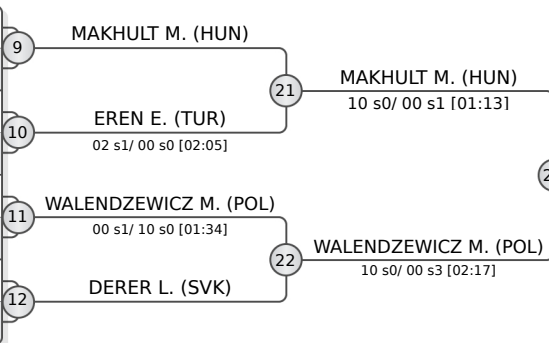 9
MAKHULT M. (HUN)
21
MAKHULT M. (HUN)
10 s0/ 00 s1 [01:13]
10
EREN E. (TUR)
02 s1/ 00 s0 [02:05]
11
WALENDZEWICZ M. (POL)
00 s1/ 10 s0 [01:34]
22
WALENDZEWICZ M. (POL)
10 s0/ 00 s3 [02:17]
12
DERER L. (SVK)